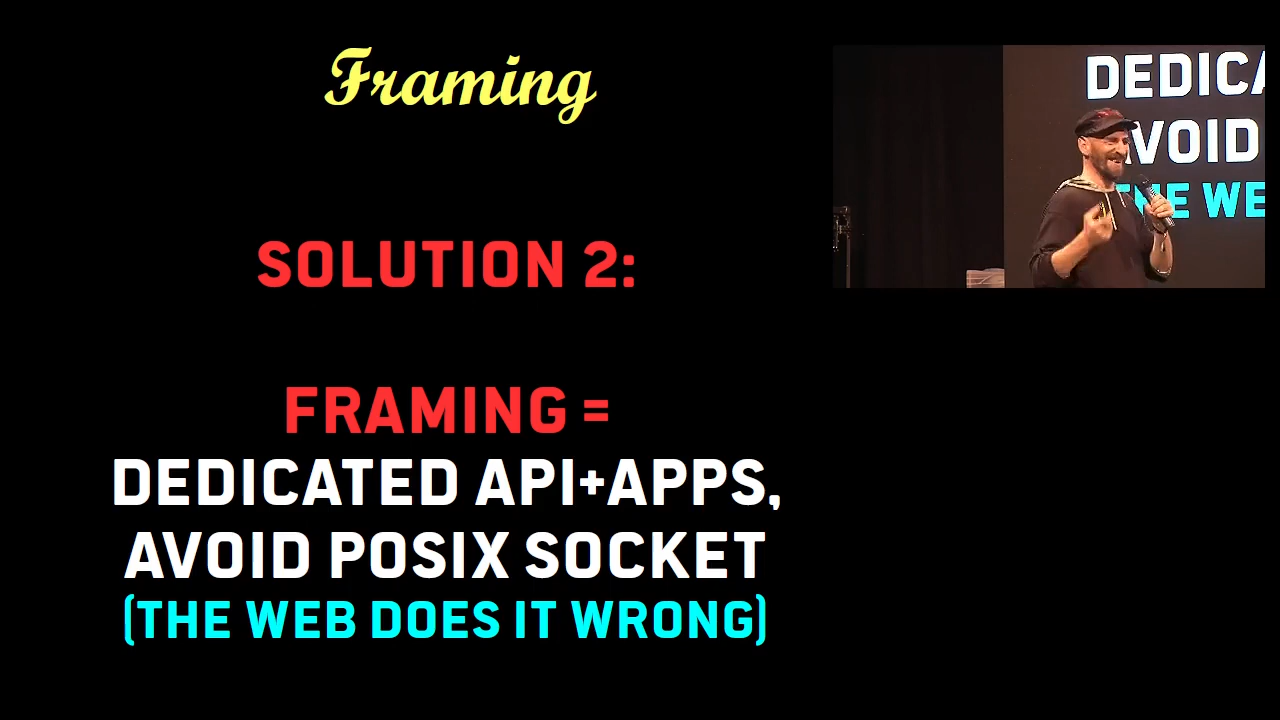 Framing
SOLUTION 2:
FRAMING =
DEDICATED API+APPS,
AVOID POSIX SOCKET
(THE WEB DOES IT WRONG)
DEDICA
AVOID
THE WE